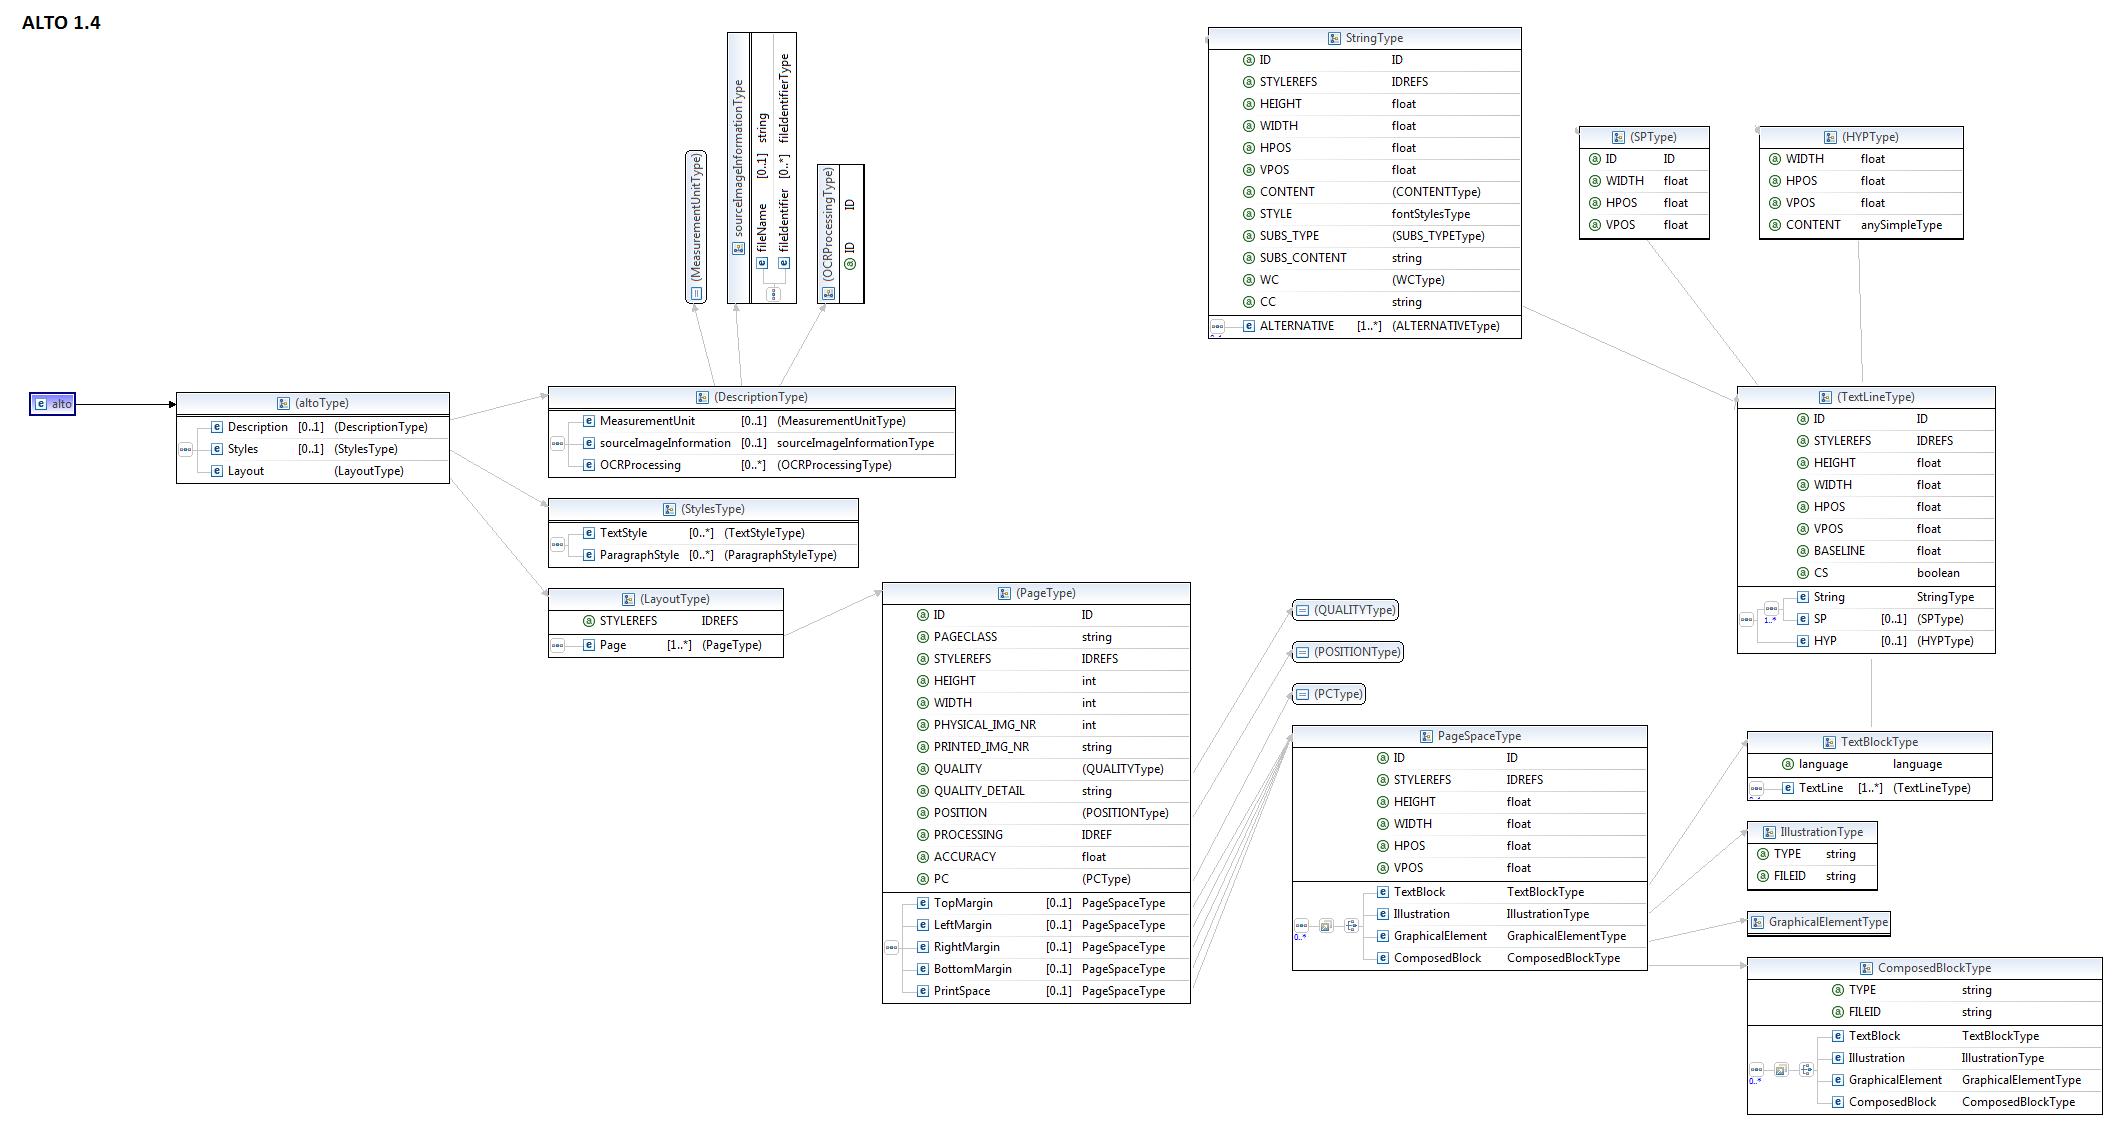 ALTO 1.4
alto
(altoType)
Description [0..1] (DescriptionType)
Styles [0..1] (StylesType)
Layout (LayoutType)
(MeasurementUnitType)
sourceImageInformationType
fileName [0..1] string
fileIdentifier [0..*] fileIdentifierType
(OCRProcessingType)
ID ID
(DescriptionType)
MeasurementUnit [0..1] (MeasurementUnitType)
sourceImageInformation [0..1] sourceImageInformationType
OCRProcessing [0..*] (OCRProcessingType)
(StylesType)
TextStyle [0..*] (TextStyleType)
ParagraphStyle [0..*] (ParagraphStyleType)
(LayoutType)
STYLEREFS IDREFS
Page [1..*] (PageType)
(PageType)
ID ID
PAGECLASS string
STYLEREFS IDREFS
HEIGHT int
WIDTH int
PHYSICAL_IMG_NR int
PRINTED_IMG_NR string
QUALITY (QUALITYType)
QUALITY_DETAIL string
POSITION (POSITIONType)
PROCESSING IDREF
ACCURACY float
PC (PCType)
TopMargin [0..1] PageSpaceType
LeftMargin [0..1] PageSpaceType
RightMargin [0..1] PageSpaceType
BottomMargin [0..1] PageSpaceType
PrintSpace [0..1] PageSpaceType
(QUALITYType)
(POSITIONType)
(PCType)
PageSpaceType
ID ID
STYLEREFS IDREFS
HEIGHT float
WIDTH float
HPOS float
VPOS float
0..*
TextBlock TextBlockType
Illustration IllustrationType
GraphicalElement GraphicalElementType
ComposedBlock ComposedBlockType
StringType
ID ID
STYLEREFS IDREFS
HEIGHT float
WIDTH float
HPOS float
VPOS float
CONTENT (CONTENTType)
STYLE fontStylesType
SUBS_TYPE (SUBS_TYPEType)
SUBS_CONTENT string
WC (WCType)
CC string
ALTERNATIVE [1..*] (ALTERNATIVEType)
(SPType)
ID ID
WIDTH float
HPOS float
VPOS float
(HYPType)
WIDTH float
HPOS float
VPOS float
CONTENT anySimpleType
(TextLineType)
ID ID
STYLEREFS IDREFS
HEIGHT float
WIDTH float
HPOS float
VPOS float
BASELINE float
CS boolean
String StringType
1..*
SP [0..1] (SPType)
HYP [0..1] (HYPType)
TextBlockType
language language
TextLine [1..*] (TextLineType)
IllustrationType
TYPE string
FILEID string
GraphicalElementType
ComposedBlockType
TYPE string
FILEID string
0..*
TextBlock TextBlockType
Illustration IllustrationType
GraphicalElement GraphicalElementType
ComposedBlock ComposedBlockType